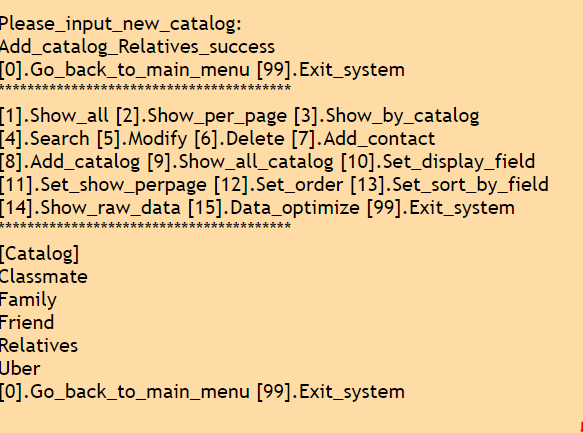 Please_input_new_catalog:
Add_catalog_Relatives_success
[0].Go_back_to_main_menu [99].Exit_system
****************************************
[1].Show_all [2].Show_per_page [3].Show_by_catalog
[4].Search [5].Modify [6].Delete [7].Add_contact
[8].Add_catalog [9].Show_all_catalog [10].Set_display_field
[11].Set_show_perpage [12].Set_order [13].Set_sort_by_field
[14].Show_raw_data [15].Data_optimize [99].Exit_system
****************************************
[Catalog]
Classmate
Family
Friend
Relatives
Uber
[0].Go_back_to_main_menu [99].Exit_system